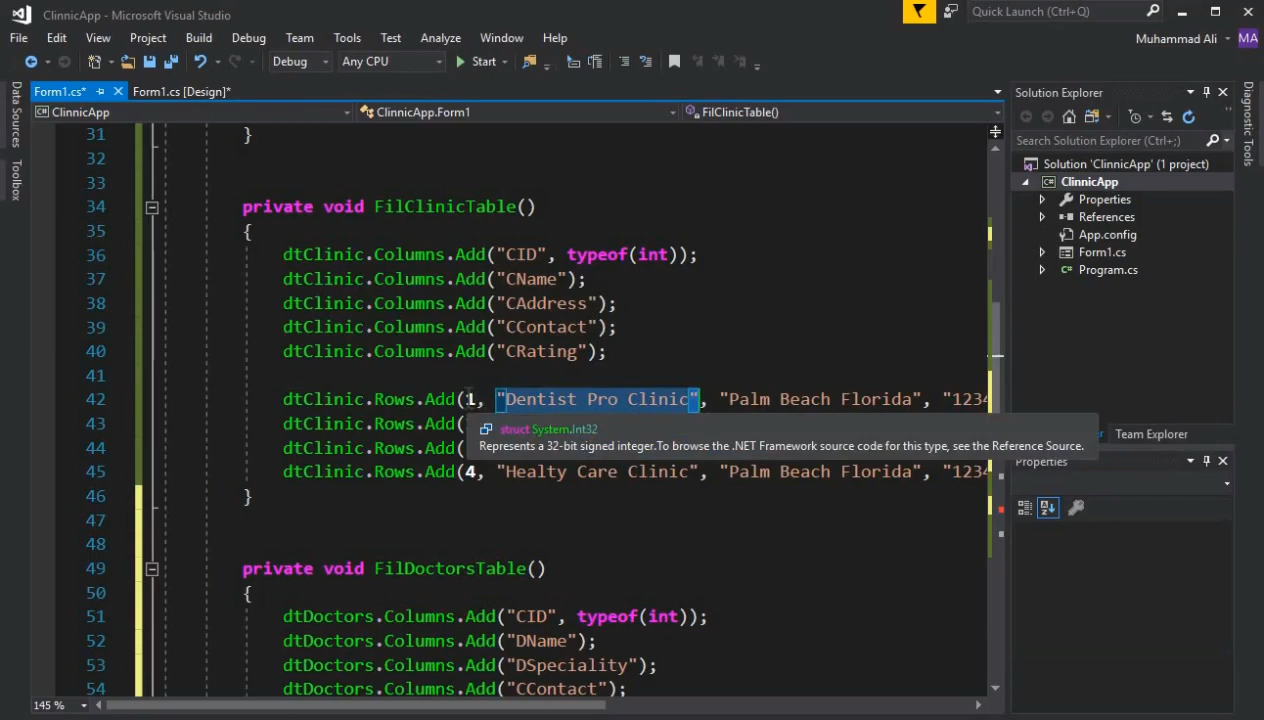 ClinnicApp - Microsoft Visual Studio
Quick Launch (Ctrl+Q)
File Edit View Project Build Debug Team Tools Test Analyze Window Help
Muhammad Ali MA
Debug Any CPU Start
Form1.cs* Form1.cs [Design]*
ClinnicApp ClinnicApp.Form1 FilClinicTable()
Data Sources
Toolbox
31 }
32
33
34 private void FilClinicTable()
35 {
36 dtClinic.Columns.Add("CID", typeof(int));
37 dtClinic.Columns.Add("CName");
38 dtClinic.Columns.Add("CAddress");
39 dtClinic.Columns.Add("CContact");
40 dtClinic.Columns.Add("CRating");
41
42 dtClinic.Rows.Add(1, "Dentist Pro Clinic", "Palm Beach Florida", "1234
43 dtClinic.Rows.Add(
struct System.Int32
Represents a 32-bit signed integer.To browse the .NET Framework source code for this type, see the Reference Source.
44 dtClinic.Rows.Add(
45 dtClinic.Rows.Add(4, "Healty Care Clinic", "Palm Beach Florida", "1234
46 }
47
48
49 private void FilDoctorsTable()
50 {
51 dtDoctors.Columns.Add("CID", typeof(int));
52 dtDoctors.Columns.Add("DName");
53 dtDoctors.Columns.Add("DSpeciality");
54 dtDoctors.Columns.Add("CContact");
145 %
Solution Explorer
Search Solution Explorer (Ctrl+;)
Solution 'ClinnicApp' (1 project)
ClinnicApp
Properties
References
App.config
Form1.cs
Program.cs
Team Explorer
Properties
Diagnostic Tools